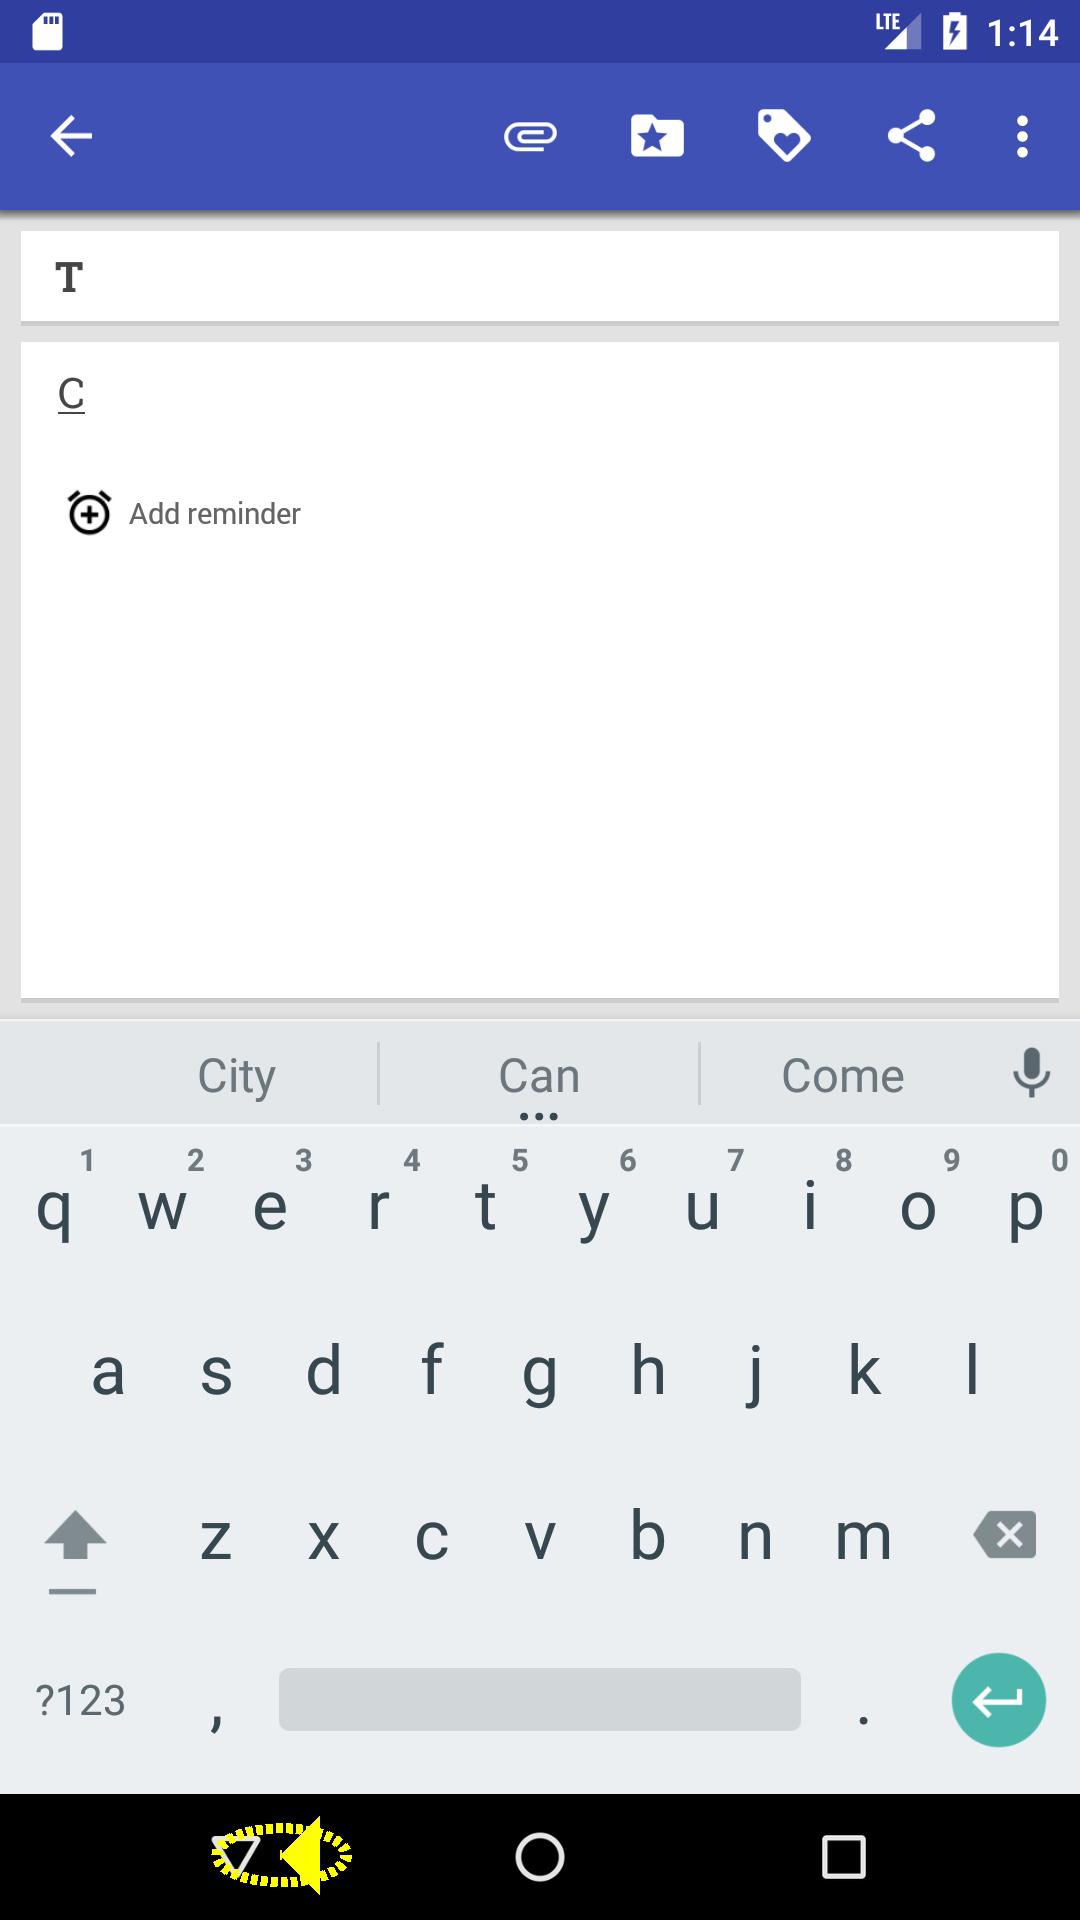 LTE 1:14
T
C
Add reminder
City Can Come
1 2 3 4 5 6 7 8 9 0
q w e r t y u i o p
a s d f g h j k l
z x c v b n m
?123 , .